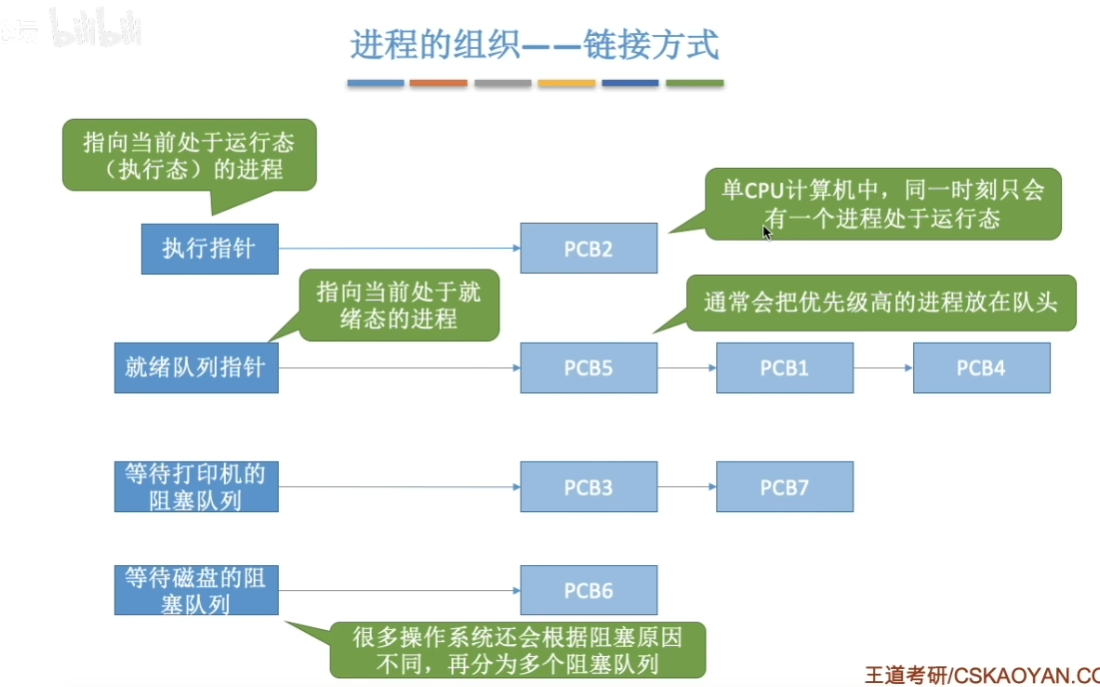 bilibili
进程的组织——链接方式
指向当前处于运行态
（执行态）的进程
单CPU计算机中，同一时刻只会
有一个进程处于运行态
执行指针
PCB2
指向当前处于就
绪态的进程
通常会把优先级高的进程放在队头
就绪队列指针
PCB5
PCB1
PCB4
等待打印机的
阻塞队列
PCB3
PCB7
等待磁盘的阻
塞队列
PCB6
很多操作系统还会根据阻塞原因
不同，再分为多个阻塞队列
王道考研/CSKAOYAN.CO